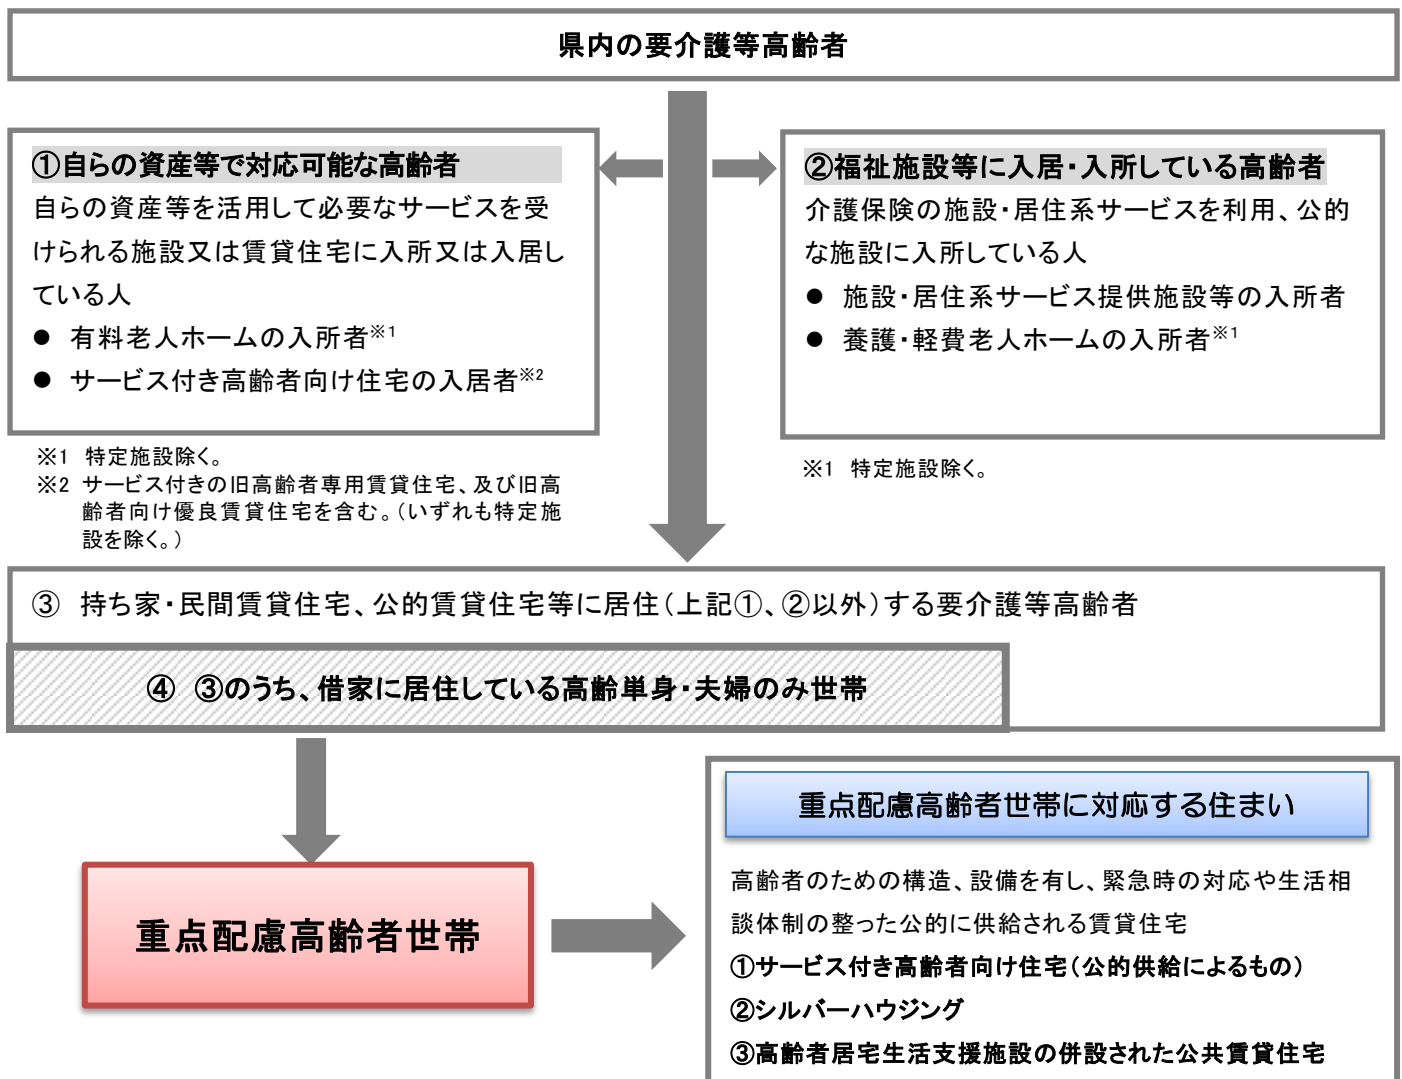 県内の要介護等高齢者
①自らの資産等で対応可能な高齢者
自らの資産等を活用して必要なサービスを受
けられる施設又は賃貸住宅に入所又は入居し
ている人
● 有料老人ホームの入所者※1
● サービス付き高齢者向け住宅の入居者※2
※1 特定施設除く。
※2 サービス付きの旧高齢者専用賃貸住宅、及び旧高
齢者向け優良賃貸住宅を含む。(いずれも特定施
設を除く。)
②福祉施設等に入居・入所している高齢者
介護保険の施設・居住系サービスを利用、公的
な施設に入所している人
● 施設・居住系サービス提供施設等の入所者
● 養護・軽費老人ホームの入所者※1
※1 特定施設除く。
③ 持ち家・民間賃貸住宅、公的賃貸住宅等に居住(上記①、②以外)する要介護等高齢者
④ ③のうち、借家に居住している高齢単身・夫婦のみ世帯
重点配慮高齢者世帯
重点配慮高齢者世帯に対応する住まい
高齢者のための構造、設備を有し、緊急時の対応や生活相
談体制の整った公的に供給される賃貸住宅
①サービス付き高齢者向け住宅(公的供給によるもの)
②シルバーハウジング
③高齢者居宅生活支援施設の併設された公共賃貸住宅